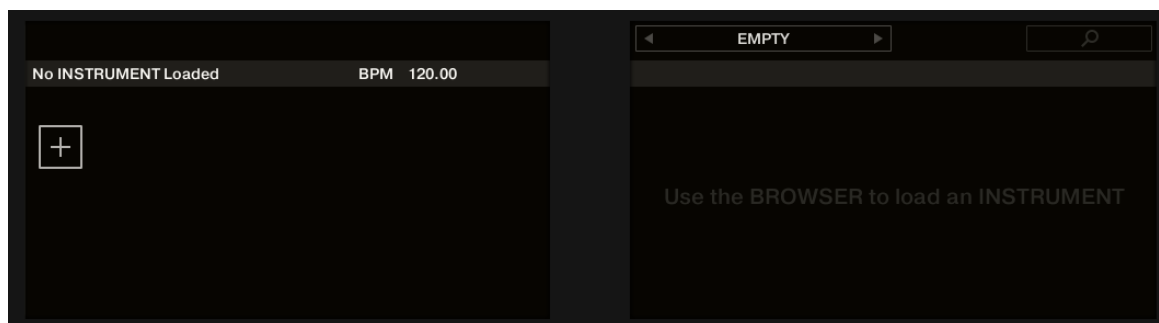 EMPTY
No INSTRUMENT Loaded BPM 120.00
Use the BROWSER to load an INSTRUMENT